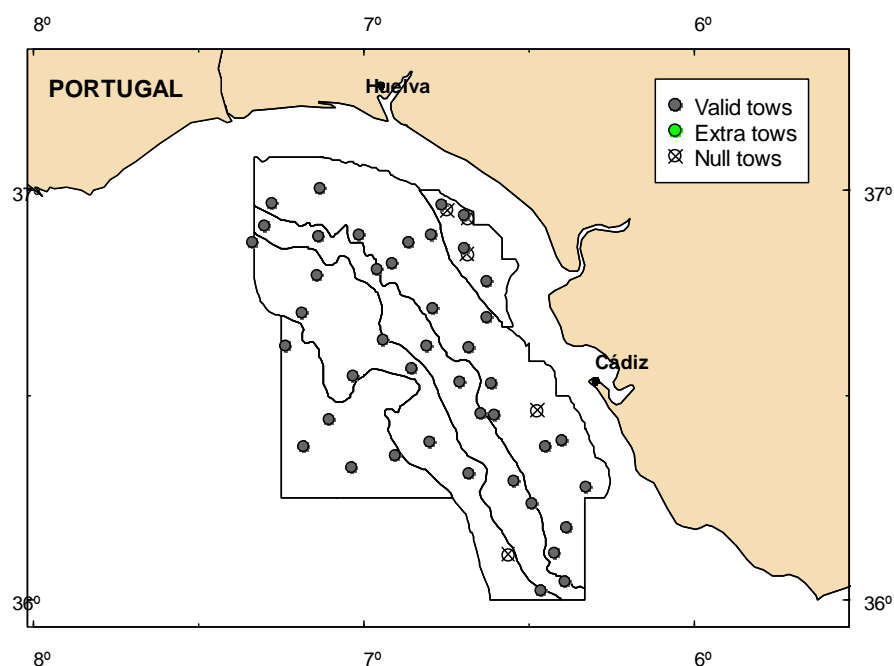 8º 7º 6º
PORTUGAL
Huelva
Valid tows
Extra tows
Null tows
37º 37º
Cádiz
36º 36º
8º 7º 6º